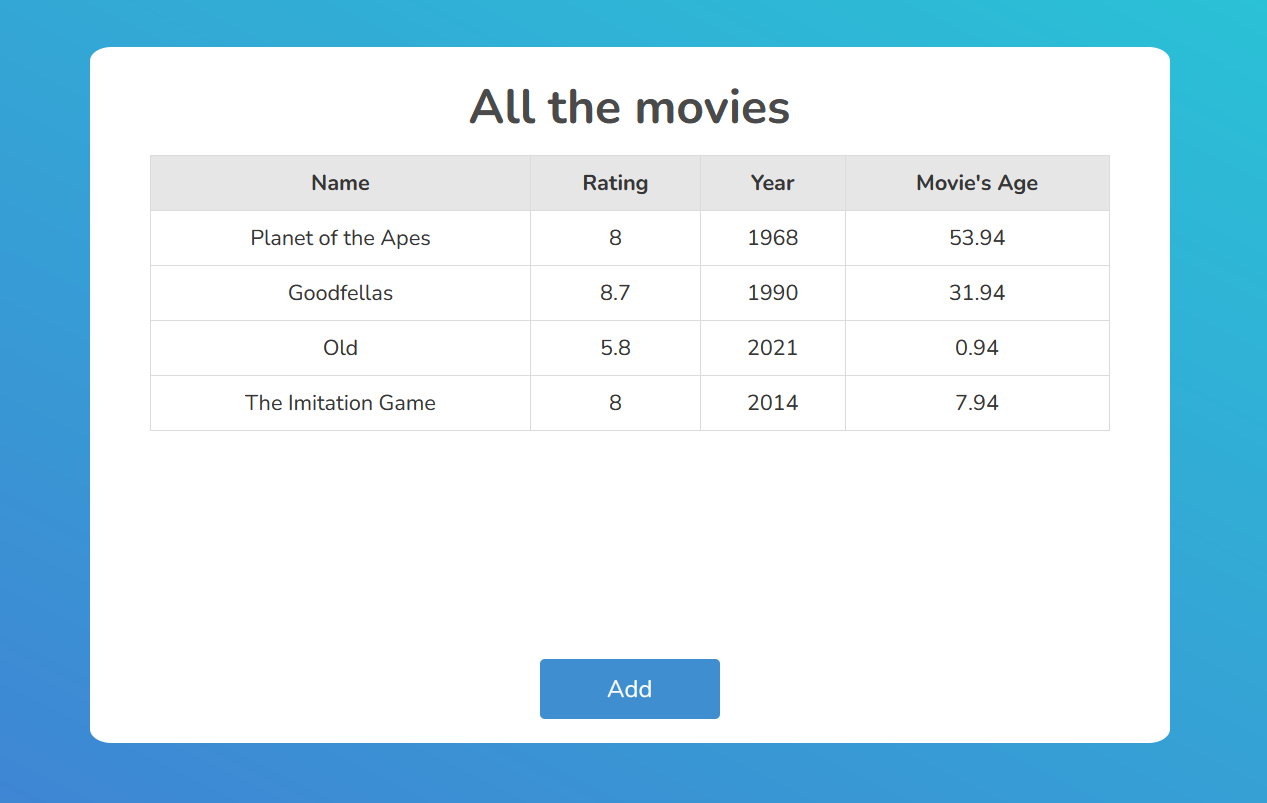 All the movies
Name Rating Year Movie's Age
Planet of the Apes 8 1968 53.94
Goodfellas 8.7 1990 31.94
Old 5.8 2021 0.94
The Imitation Game 8 2014 7.94
Add